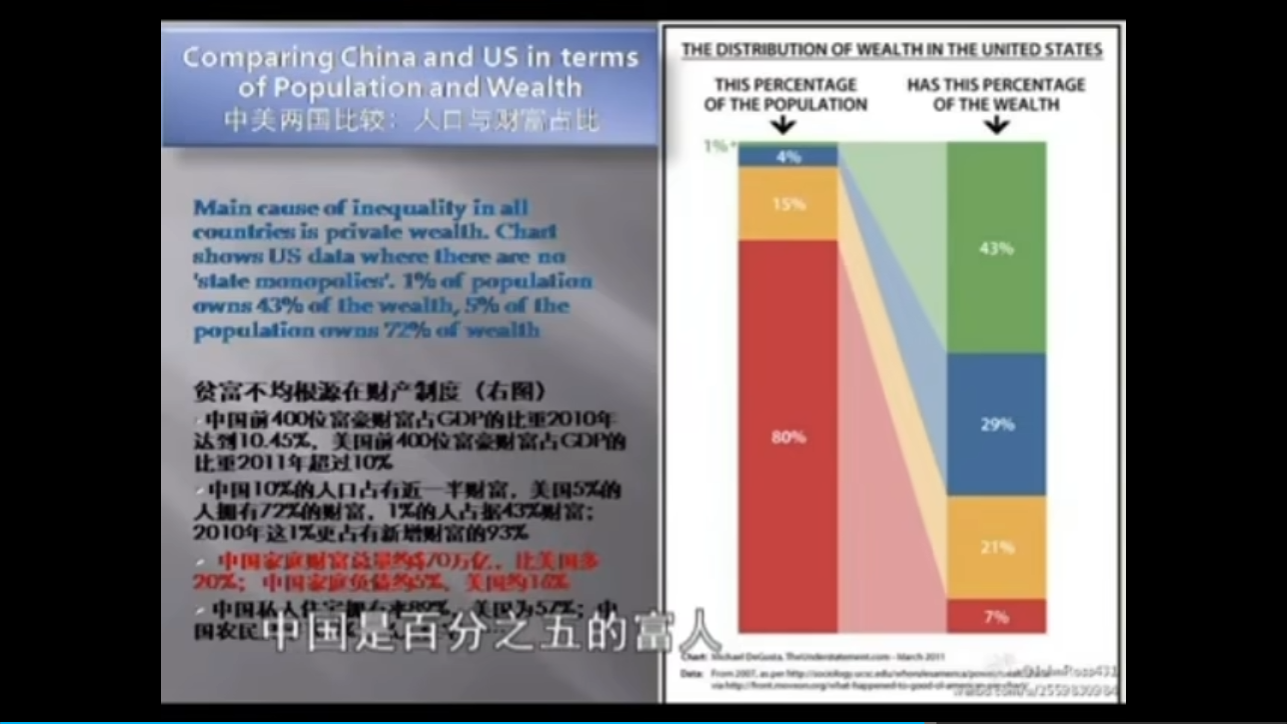 Comparing China and US in terms
of Population and Wealth
中美两国比较：人口与财富占比
Main cause of inequality in all
countries is private wealth. Chart
shows US data where there are no
'state monopolies'. 1% of population
owns 43% of the wealth, 5% of the
population owns 72% of wealth
贫富不均根源在财产制度（右图）
中国前400位富豪财富占GDP的比重2010年
达到10.45%，美国前400位富豪财富占GDP的
比重2011年超过10%
中国10%的人口占有近一半财富，美国5%的
人拥有72%的财富，1%的人占据43%财富；
2010年这1%更占有新增财富的93%
中国家庭财富总量约$70万亿，比美国多
20%；中国家庭负债约5%，美国约16%
中国私人住宅拥有率89%，美国为57%；中
国农民
中国是百分之五的富人
THE DISTRIBUTION OF WEALTH IN THE UNITED STATES
THIS PERCENTAGE
OF THE POPULATION
HAS THIS PERCENTAGE
OF THE WEALTH
1%*
4%
15%
80%
43%
29%
21%
7%
Chart: Michael DeGusta, TheUnderstatement.com - March 2011
Data: From 2007, as per http://sociology.ucsc.edu/whorulesamerica/power/
via http://front.moveon.org/what-happened-to-good-ol-american-pie-chart/
@JohnRoss431